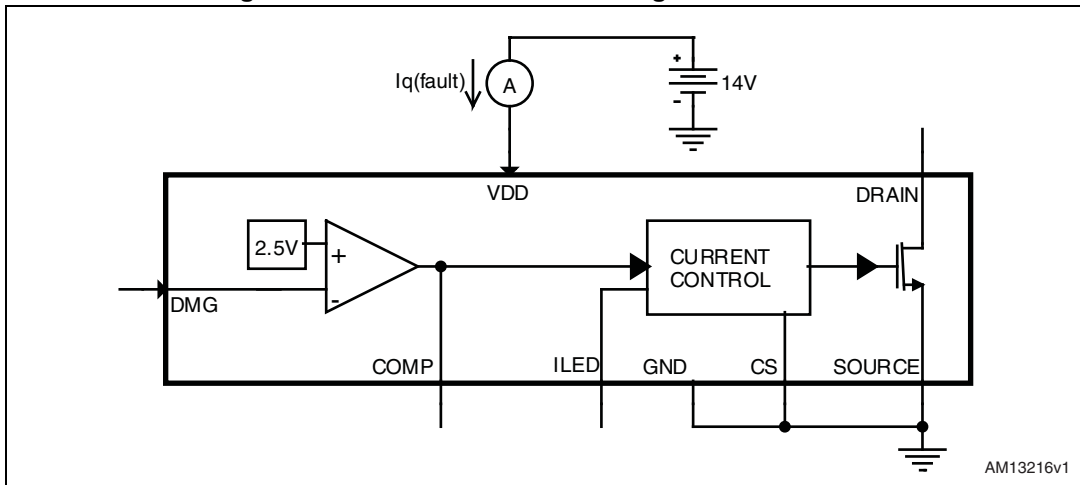 Iq(fault)
A
+
-
14V
VDD
DRAIN
2.5V
+
-
CURRENT
CONTROL
DMG
COMP
ILED
GND
CS
SOURCE
AM13216v1